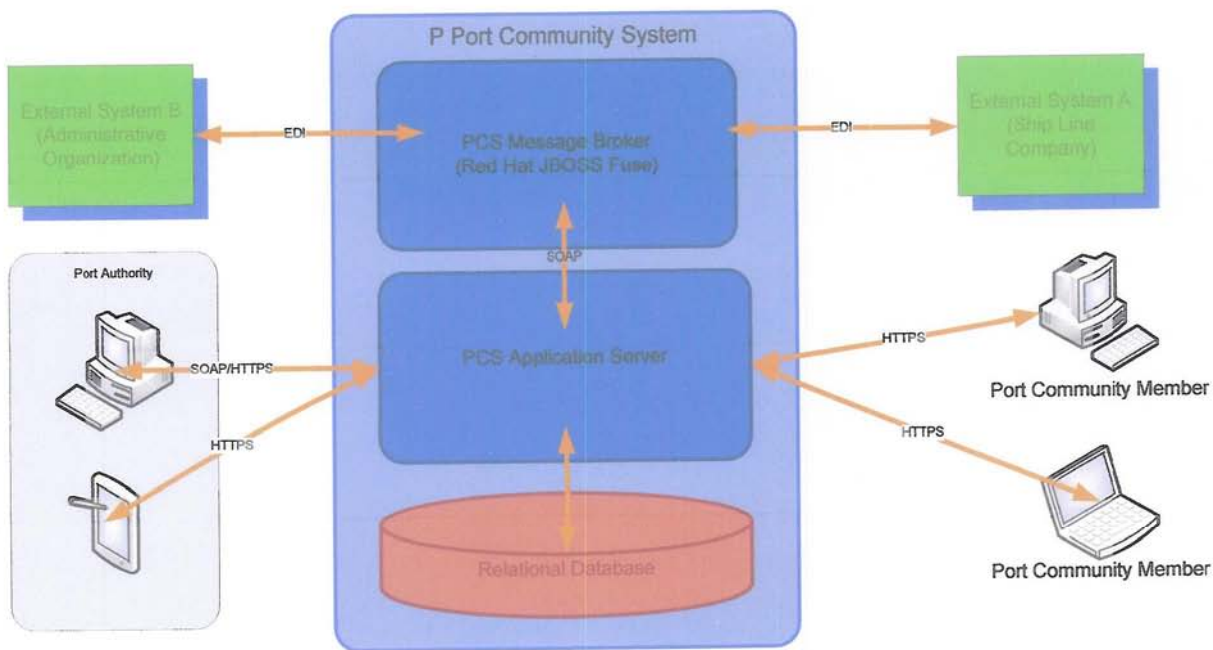 P Port Community System
External System B
(Administrative
Organization)
EDI
PCS Message Broker
(Red Hat JBOSS Fuse)
EDI
External System A
(Ship Line
Company)
SOAP
Port Authority
SOAP/HTTPS
HTTPS
PCS Application Server
HTTPS
Port Community Member
HTTPS
Port Community Member
Relational Database